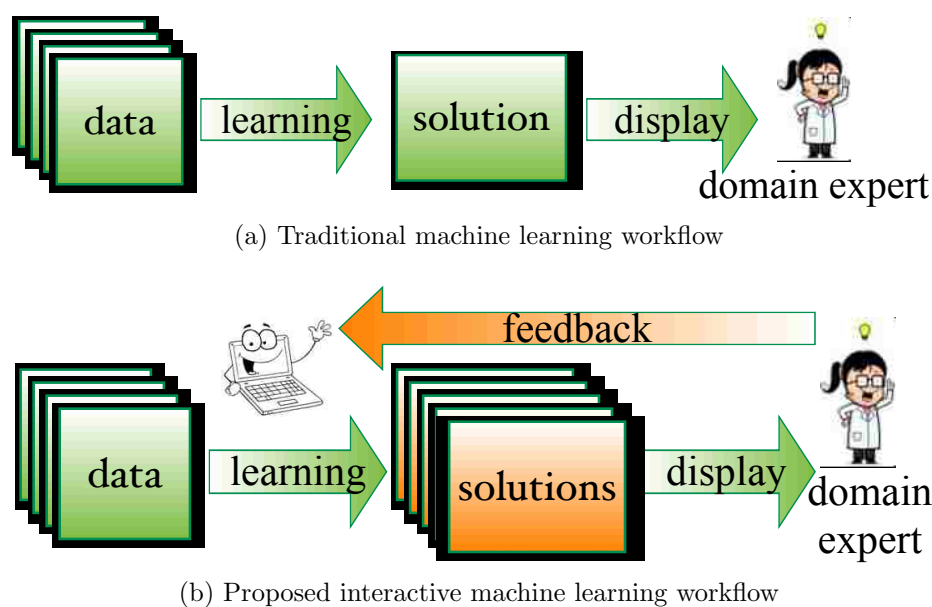 data
learning
solution
display
domain expert
(a) Traditional machine learning workflow
feedback
data
learning
solutions
display
domain
expert
(b) Proposed interactive machine learning workflow